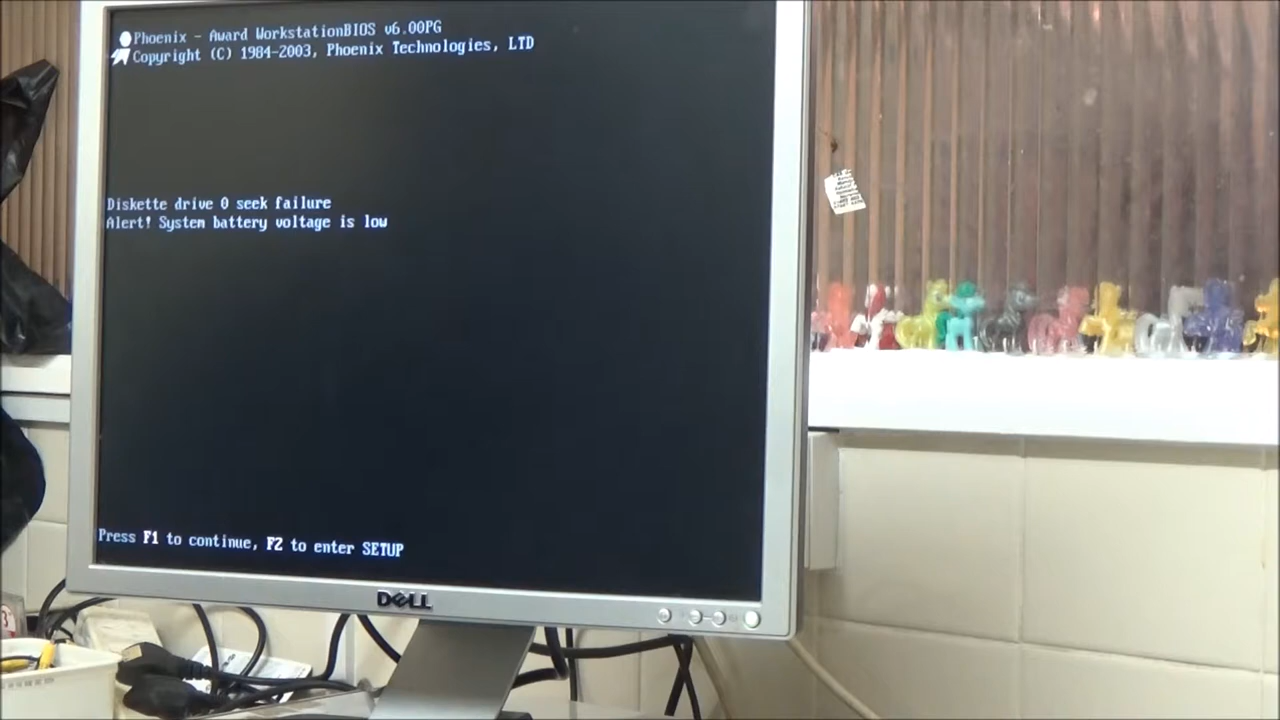 Phoenix - Award WorkstationBIOS v6.00PG
Copyright (C) 1984-2003, Phoenix Technologies, LTD
Diskette drive 0 seek failure
Alert! System battery voltage is low
Press F1 to continue, F2 to enter SETUP
DELL